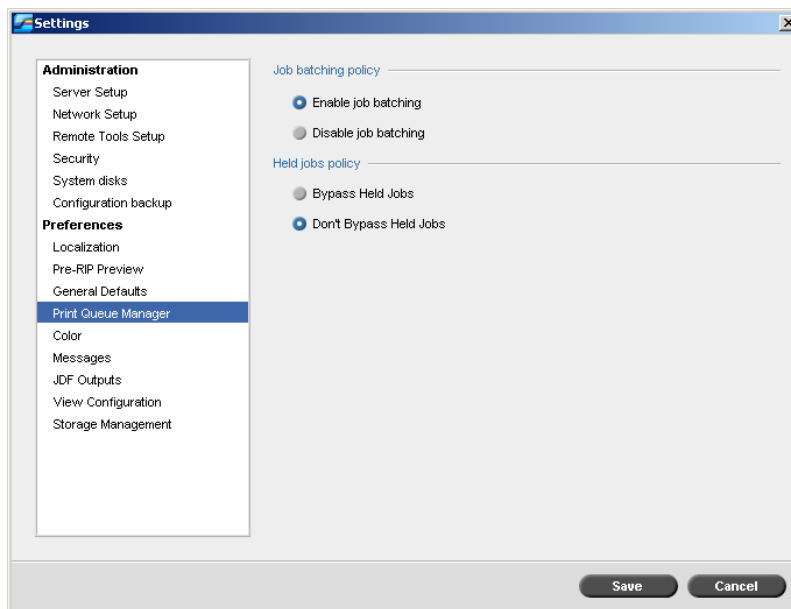 Settings
Administration
Server Setup
Network Setup
Remote Tools Setup
Security
System disks
Configuration backup
Preferences
Localization
Pre-RIP Preview
General Defaults
Print Queue Manager
Color
Messages
JDF Outputs
View Configuration
Storage Management
Job batching policy
Enable job batching
Disable job batching
Held jobs policy
Bypass Held Jobs
Don't Bypass Held Jobs
Save
Cancel